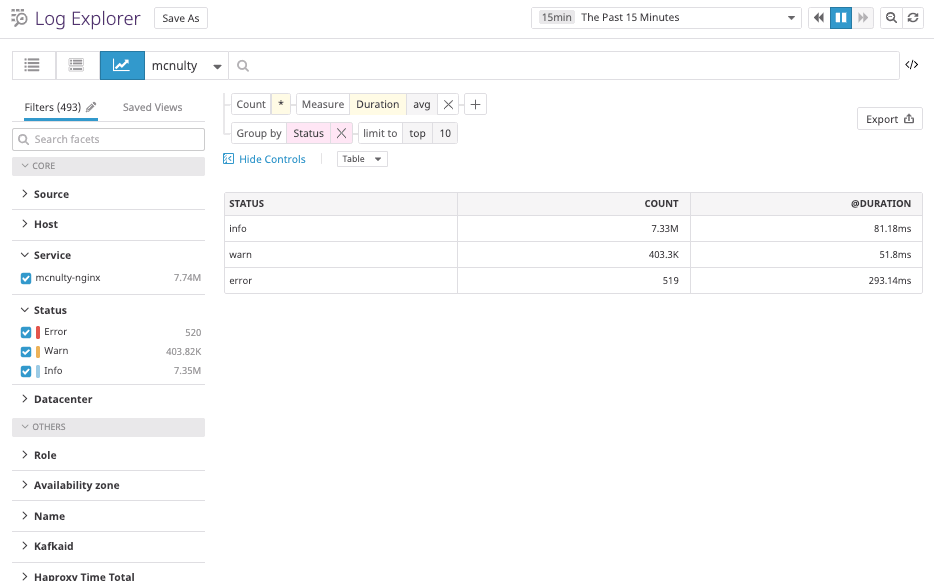 Log Explorer Save As 15min The Past 15 Minutes
mcnulty </>
Filters (493) Saved Views
Search facets
CORE
Source
Host
Service
mcnulty-nginx 7.74M
Status
Error 520
Warn 403.82K
Info 7.35M
Datacenter
OTHERS
Role
Availability zone
Name
Kafkaid
Haproxy Time Total
Count * Measure Duration avg
Group by Status limit to top 10
Export
Hide Controls Table
STATUS COUNT @DURATION
info 7.33M 81.18ms
warn 403.3K 51.8ms
error 519 293.14ms